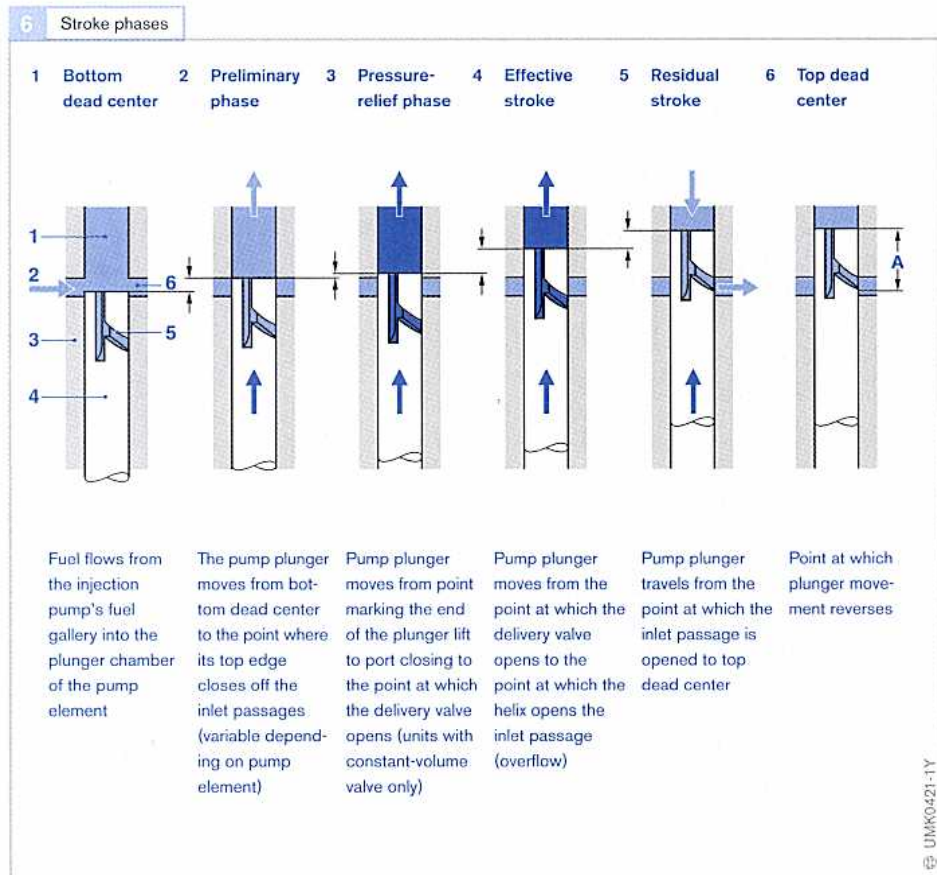 6 Stroke phases
1 Bottom dead center
2 Preliminary phase
3 Pressure-relief phase
4 Effective stroke
5 Residual stroke
6 Top dead center
1
2
6
3
5
4
A
Fuel flows from
the injection
pump's fuel
gallery into the
plunger chamber
of the pump
element
The pump plunger
moves from bot-
tom dead center
to the point where
its top edge
closes off the
inlet passages
(variable depend-
ing on pump
element)
Pump plunger
moves from point
marking the end
of the plunger lift
to port closing to
the point at which
the delivery valve
opens (units with
constant-volume
valve only)
Pump plunger
moves from the
point at which the
delivery valve
opens to the
point at which the
helix opens the
inlet passage
(overflow)
Pump plunger
travels from the
point at which the
inlet passage is
opened to top
dead center
Point at which
plunger move-
ment reverses
UMK0421-1Y